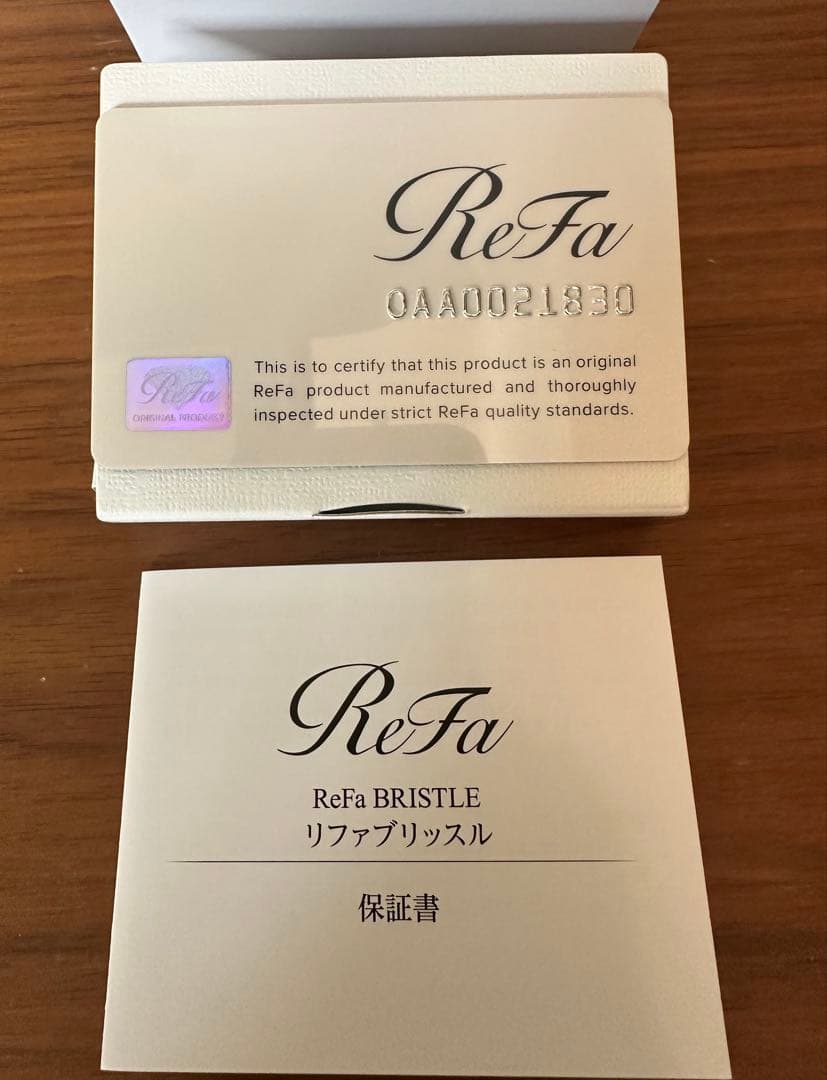 ReFa
0AA0021830
This is to certify that this product is an original
ReFa product manufactured and thoroughly
inspected under strict ReFa quality standards.
ReFa
ORIGINAL PRODUCT
ReFa
ReFa BRISTLE
リファブリッスル
保証書